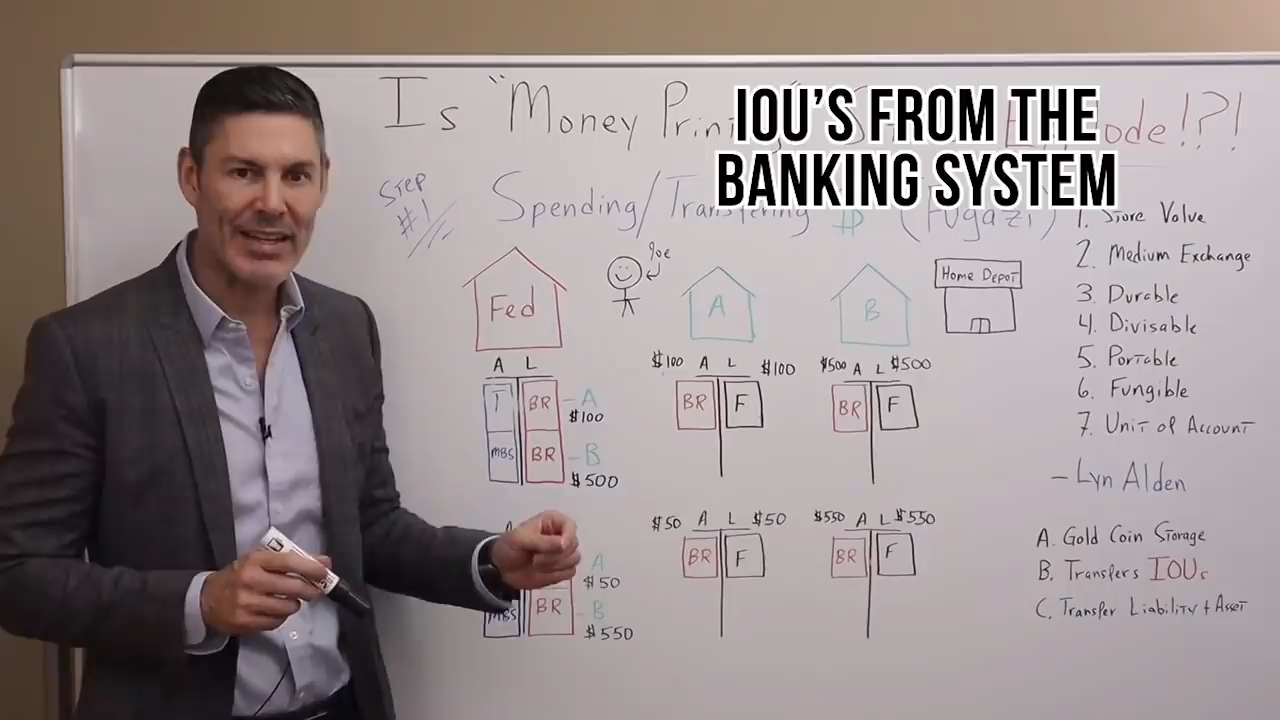 IOU'S FROM THE
BANKING SYSTEM
Is "Money Prin
ode!?!
STEP
#1
Spending/Transferring $ (Fugazi)
Fed
Joe
A
B
Home Depot
A L
T BR - A
$100
MBS BR - B
$500
$100 A L $100
BR F
$500 A L $500
BR F
A
A
$50
MBS BR - B
$550
$50 A L $50
BR F
$550 A L $550
BR F
1. Store Value
2. Medium Exchange
3. Durable
4. Divisable
5. Portable
6. Fungible
7. Unit of Account
- Lyn Alden
A. Gold Coin Storage
B. Transfers IOUs
C. Transfer Liability + Asset